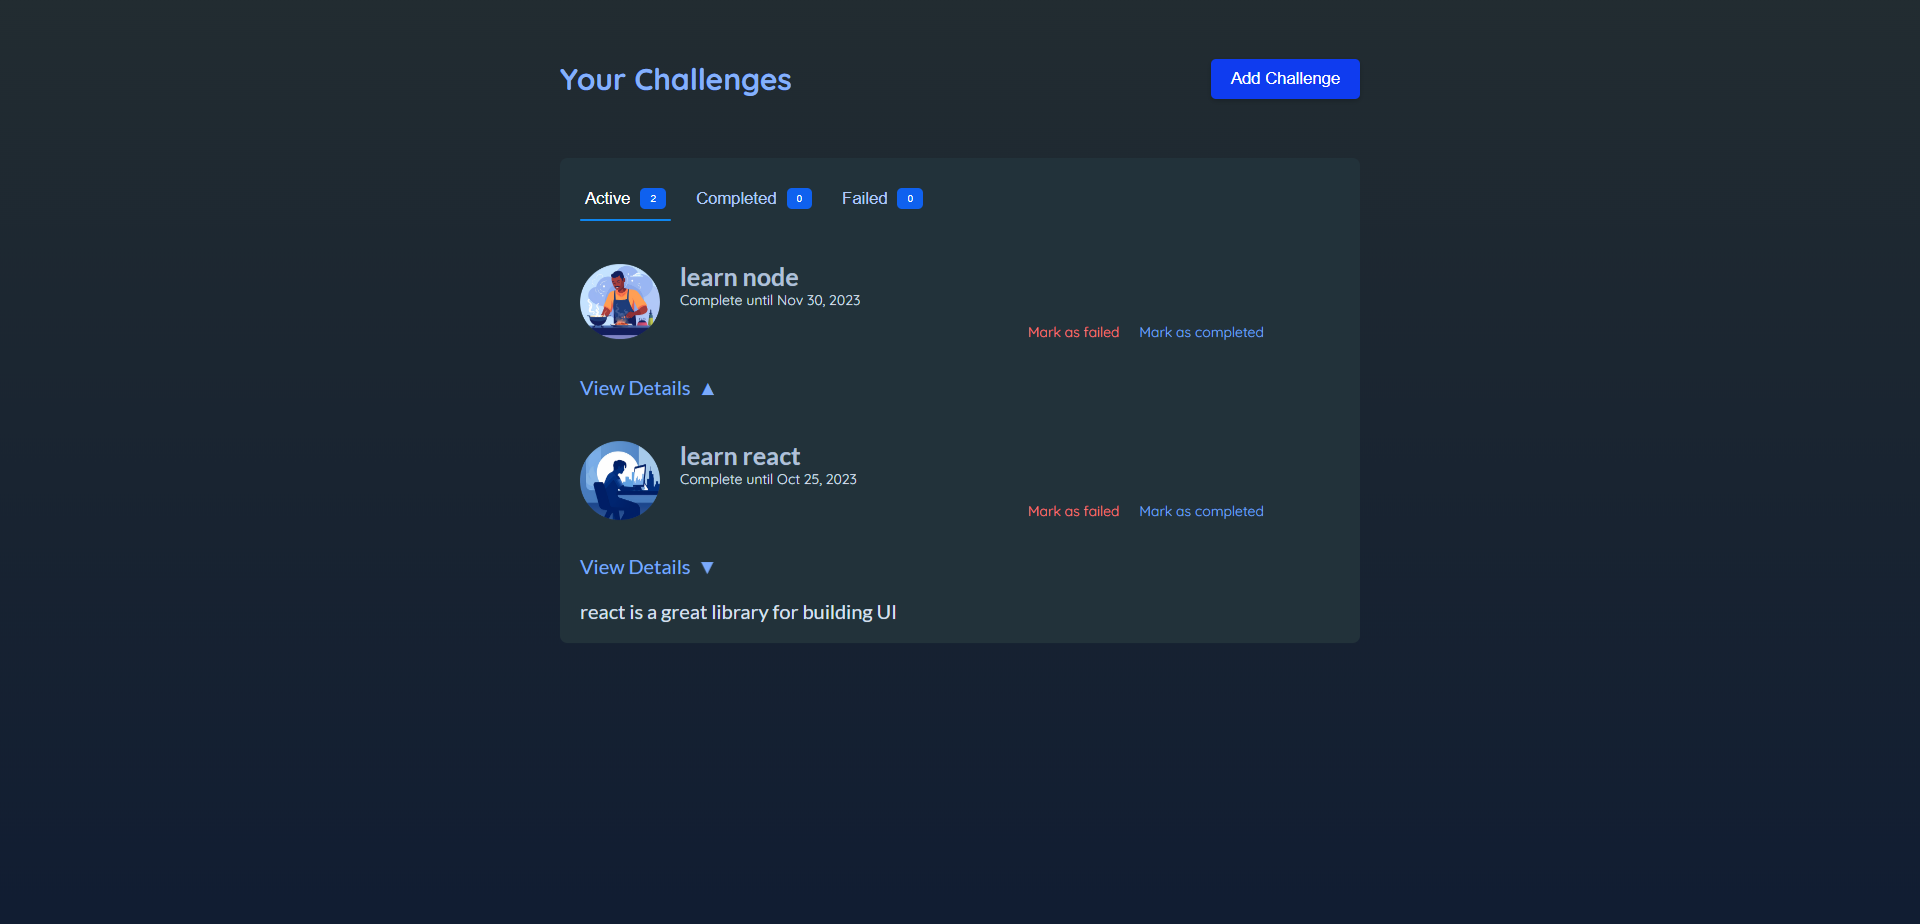 Your Challenges
Add Challenge
Active 2 Completed 0 Failed 0
learn node
Complete until Nov 30, 2023
Mark as failed Mark as completed
View Details ▲
learn react
Complete until Oct 25, 2023
Mark as failed Mark as completed
View Details ▼
react is a great library for building UI